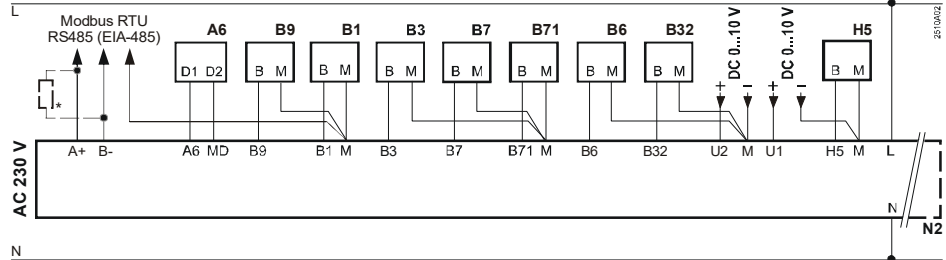 L
Modbus RTU
RS485 (EIA-485)
A6 B9 B1 B3 B7 B71 B6 B32 DC 0...10 V DC 0...10 V H5
2510A02
D1 D2 B M B M B M B M B M B M B M + − + − B M
*
A+ B- A6 MD B9 B1 M B3 B7 B71 M B6 B32 U2 M U1 H5 M L
AC 230 V
N
N2
N